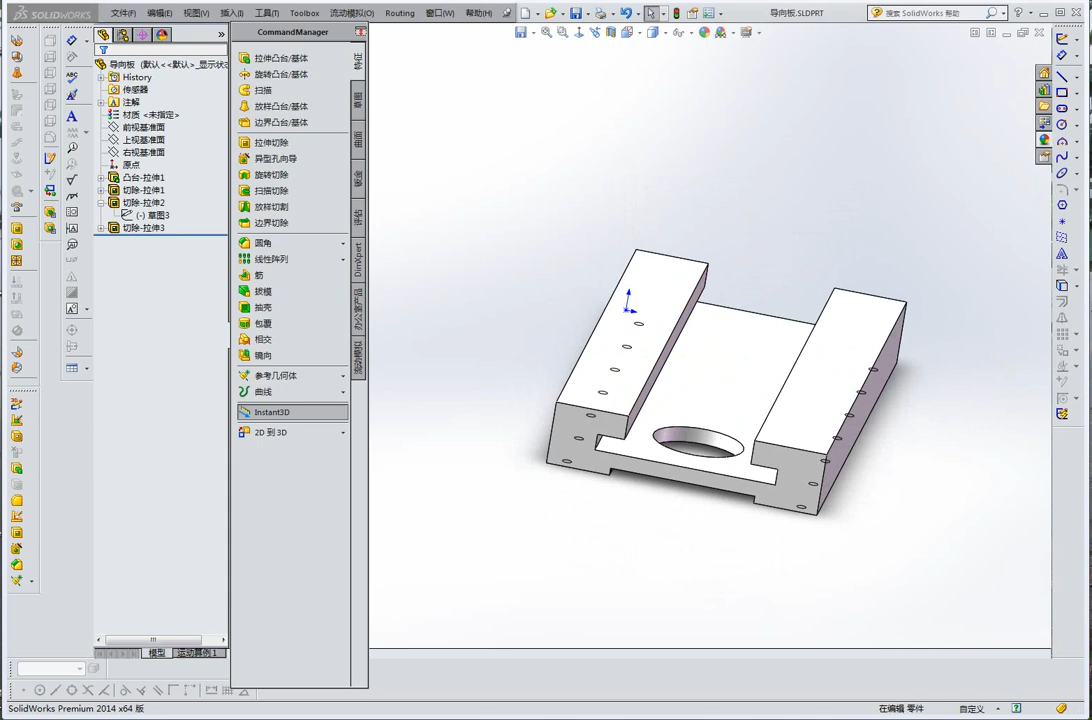 SOLIDWORKS
文件(F) 编辑(E) 视图(V) 插入(I) 工具(T) Toolbox 流动模拟(O) Routing 窗口(W) 帮助(H)
导向板.SLDPRT
搜索 SolidWorks 帮助
CommandManager
导向板 (默认<<默认>_显示状态
History
传感器
注解
材质 <未指定>
前视基准面
上视基准面
右视基准面
原点
凸台-拉伸1
切除-拉伸1
切除-拉伸2
(-) 草图3
切除-拉伸3
拉伸凸台/基体
旋转凸台/基体
扫描
放样凸台/基体
边界凸台/基体
拉伸切除
异型孔向导
旋转切除
扫描切除
放样切割
边界切除
圆角
线性阵列
筋
拔模
抽壳
包覆
相交
镜向
参考几何体
曲线
Instant3D
2D 到 3D
特征
草图
曲面
钣金
评估
DimXpert
办公室产品
流动模拟
模型 运动算例 1
SolidWorks Premium 2014 x64 版
在编辑 零件
自定义